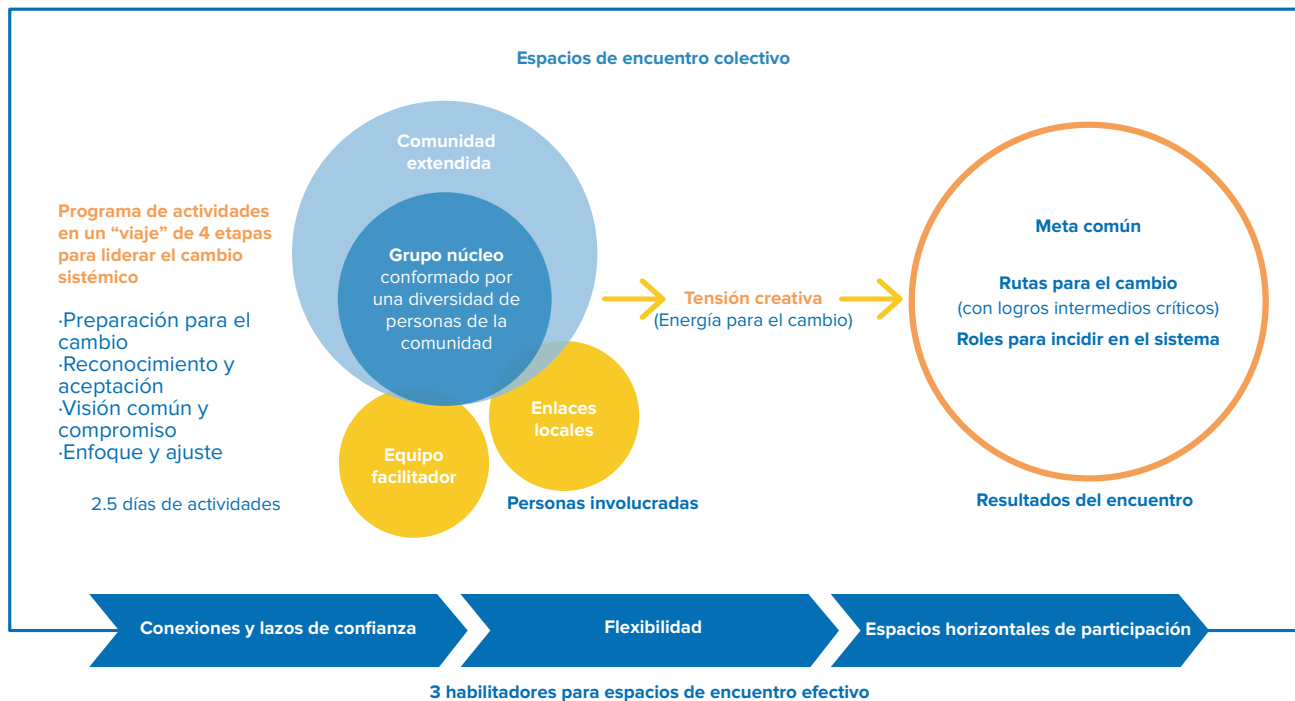 Espacios de encuentro colectivo
Programa de actividades
en un “viaje” de 4 etapas
para liderar el cambio
sistémico
·Preparación para el
cambio
·Reconocimiento y
aceptación
·Visión común y
compromiso
·Enfoque y ajuste
2.5 días de actividades
Comunidad
extendida
Grupo núcleo
conformado por
una diversidad de
personas de la
comunidad
Equipo
facilitador
Enlaces
locales
Personas involucradas
Tensión creativa
(Energía para el cambio)
Meta común
Rutas para el cambio
(con logros intermedios críticos)
Roles para incidir en el sistema
Resultados del encuentro
Conexiones y lazos de confianza
Flexibilidad
Espacios horizontales de participación
3 habilitadores para espacios de encuentro efectivo